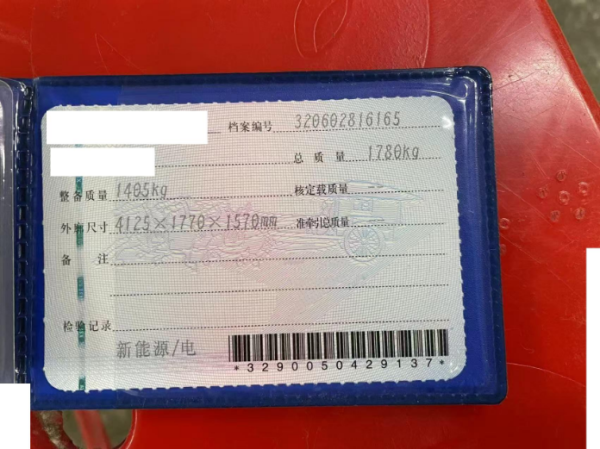 档案编号 320602816165
总质量 1780kg
整备质量 1405kg 核定载质量
外廓尺寸 4125×1770×1570mm 准牵引总质量
备注
检验记录
新能源/电
*3290050429137*